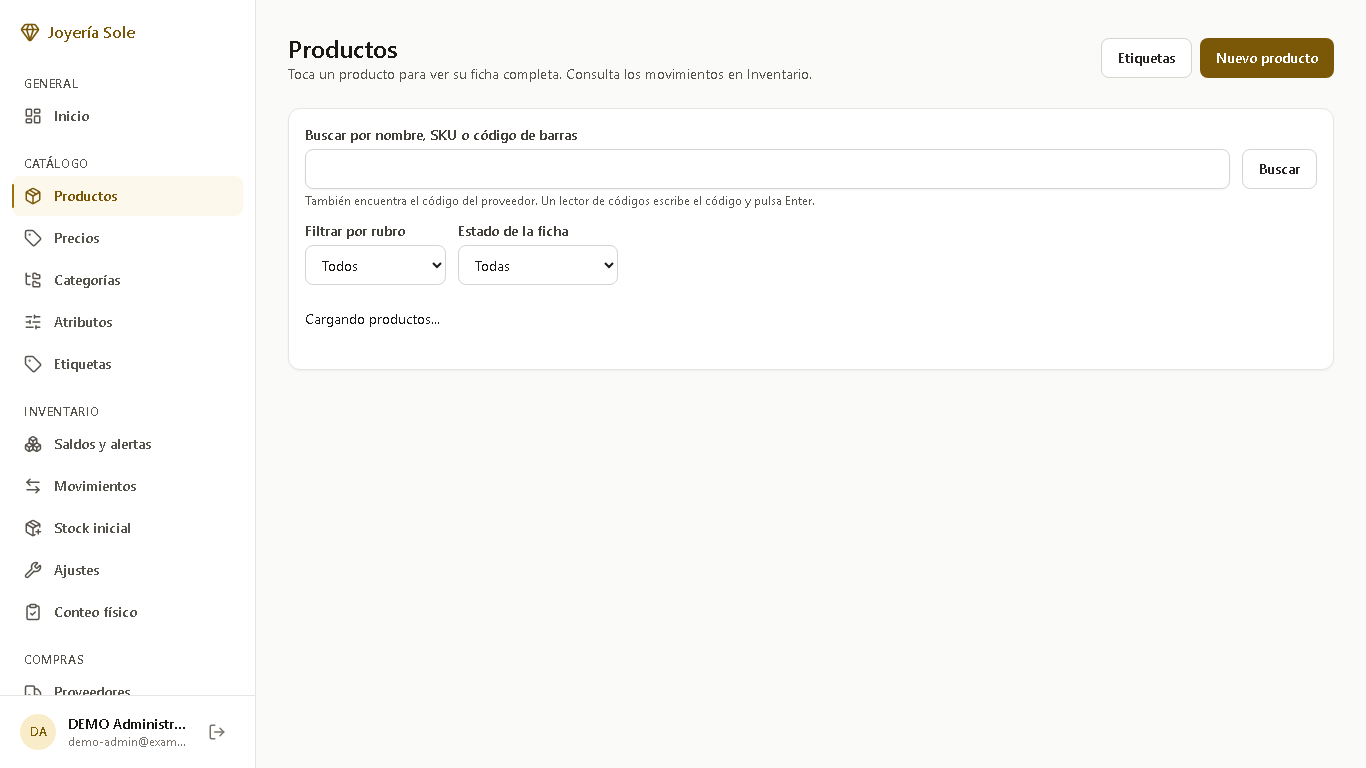 Joyería Sole
GENERAL
Inicio
CATÁLOGO
Productos
Precios
Categorías
Atributos
Etiquetas
INVENTARIO
Saldos y alertas
Movimientos
Stock inicial
Ajustes
Conteo físico
COMPRAS
Proveedores
DA
DEMO Administr...
demo-admin@exam...
Productos
Toca un producto para ver su ficha completa. Consulta los movimientos en Inventario.
Etiquetas
Nuevo producto
Buscar por nombre, SKU o código de barras
Buscar
También encuentra el código del proveedor. Un lector de códigos escribe el código y pulsa Enter.
Filtrar por rubro
Estado de la ficha
Todos
Todas
Cargando productos...